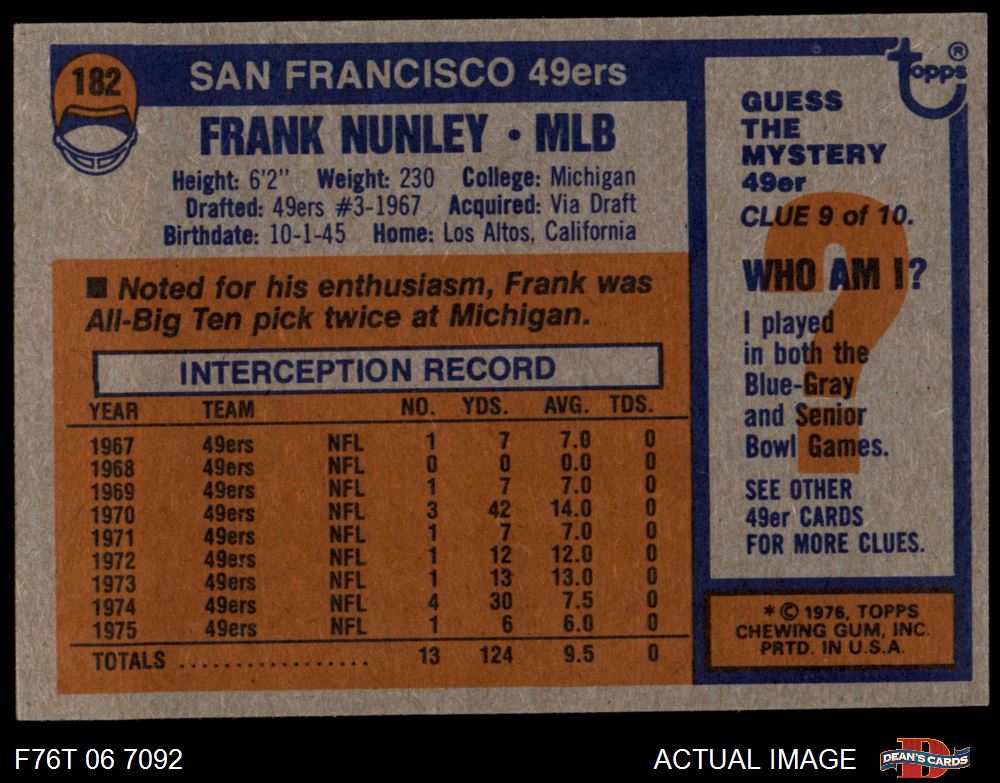 182
SAN FRANCISCO 49ers
FRANK NUNLEY • MLB
Height: 6'2" Weight: 230 College: Michigan
Drafted: 49ers #3-1967 Acquired: Via Draft
Birthdate: 10-1-45 Home: Los Altos, California
■ Noted for his enthusiasm, Frank was
All-Big Ten pick twice at Michigan.
INTERCEPTION RECORD
YEAR TEAM NO. YDS. AVG. TDS.
1967 49ers NFL 1 7 7.0 0
1968 49ers NFL 0 0 0.0 0
1969 49ers NFL 1 7 7.0 0
1970 49ers NFL 3 42 14.0 0
1971 49ers NFL 1 7 7.0 0
1972 49ers NFL 1 12 12.0 0
1973 49ers NFL 1 13 13.0 0
1974 49ers NFL 4 30 7.5 0
1975 49ers NFL 1 6 6.0 0
TOTALS .................. 13 124 9.5 0
topps ®
GUESS
THE
MYSTERY
49er
CLUE 9 of 10.
?
WHO AM I?
I played
in both the
Blue-Gray
and Senior
Bowl Games.
SEE OTHER
49er CARDS
FOR MORE CLUES.
* © 1976, TOPPS
CHEWING GUM, INC.
PRTD. IN U.S.A.
F76T 06 7092
ACTUAL IMAGE
D
DEAN'S CARDS